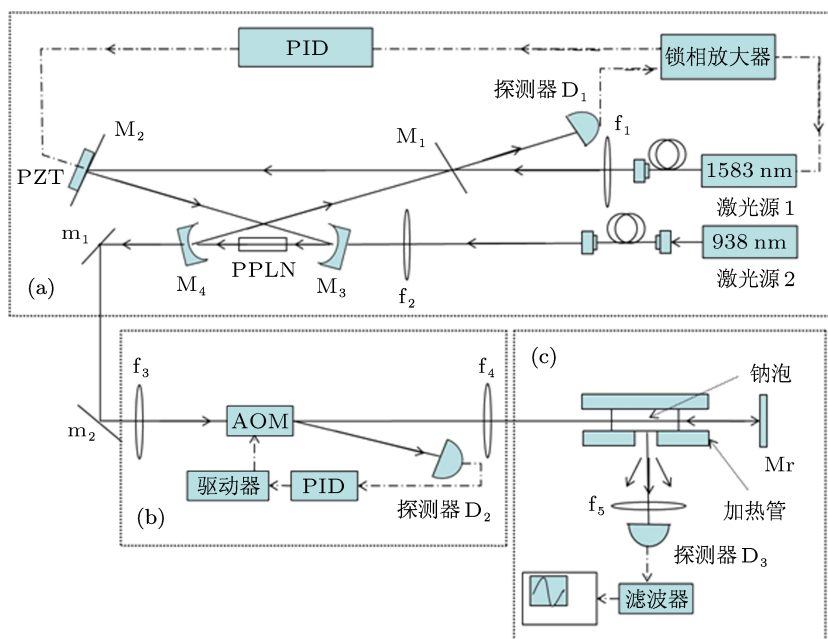 PID
锁相放大器
探测器 D₁
M₂
M₁
f₁
PZT
1583 nm
激光源 1
m₁
938 nm
PPLN
M₄
M₃
f₂
激光源 2
(a)
(c)
f₃
f₄
钠泡
m₂
AOM
Mr
驱动器
PID
f₅
加热管
(b)
探测器 D₂
探测器 D₃
滤波器